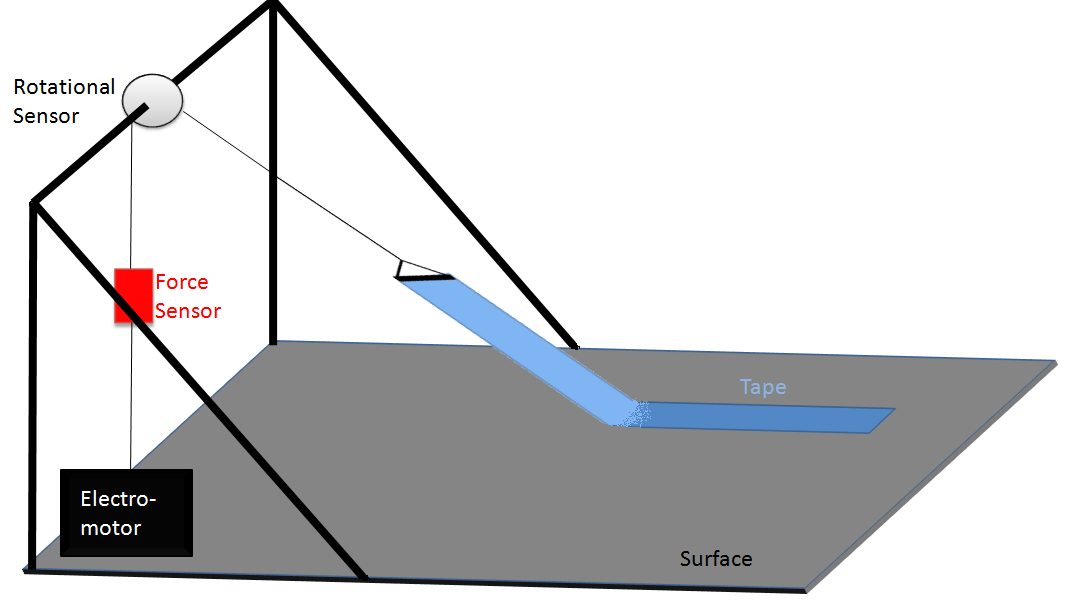 Rotational
Sensor
Force
Sensor
Tape
Electro-
motor
Surface